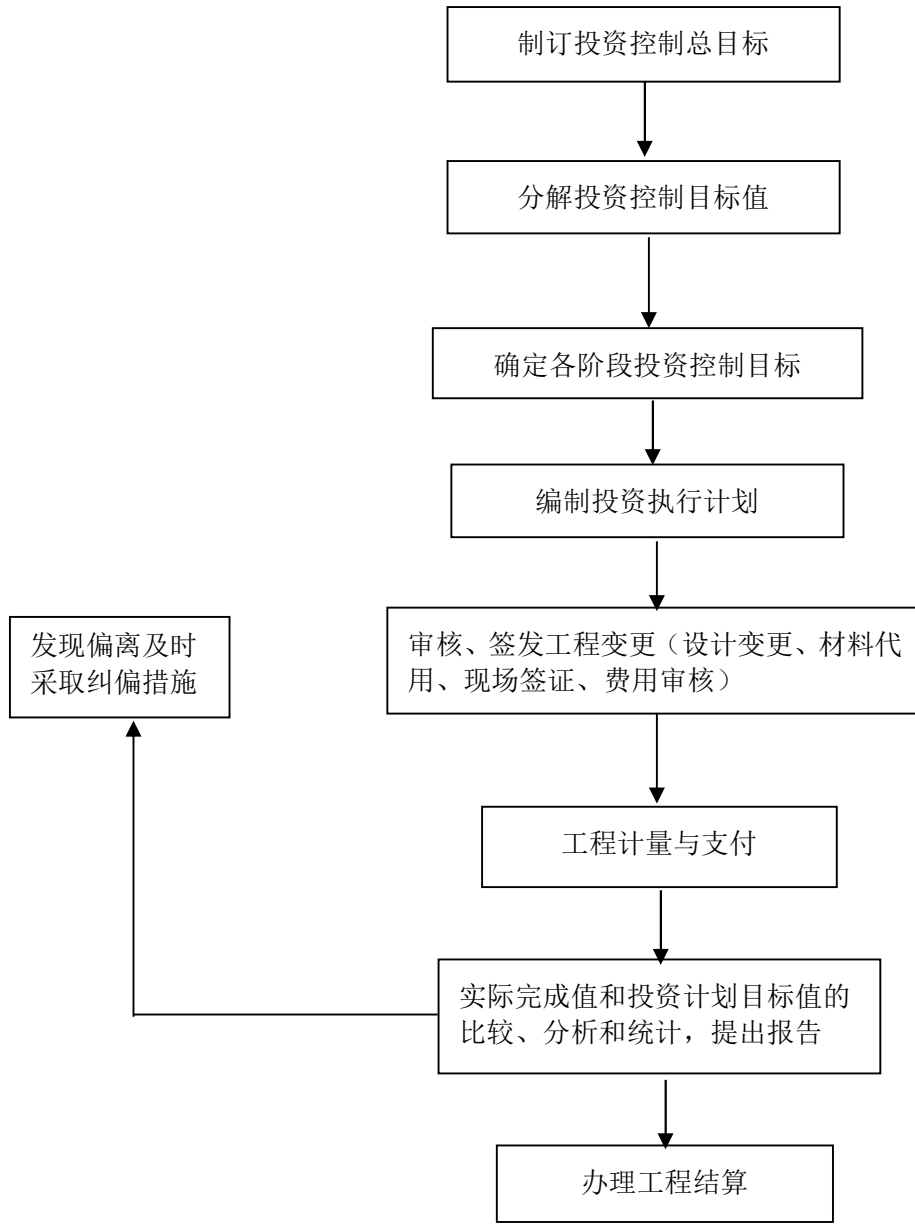 制订投资控制总目标
分解投资控制目标值
确定各阶段投资控制目标
编制投资执行计划
发现偏离及时
采取纠偏措施
审核、签发工程变更（设计变更、材料代
用、现场签证、费用审核）
工程计量与支付
实际完成值和投资计划目标值的
比较、分析和统计，提出报告
办理工程结算